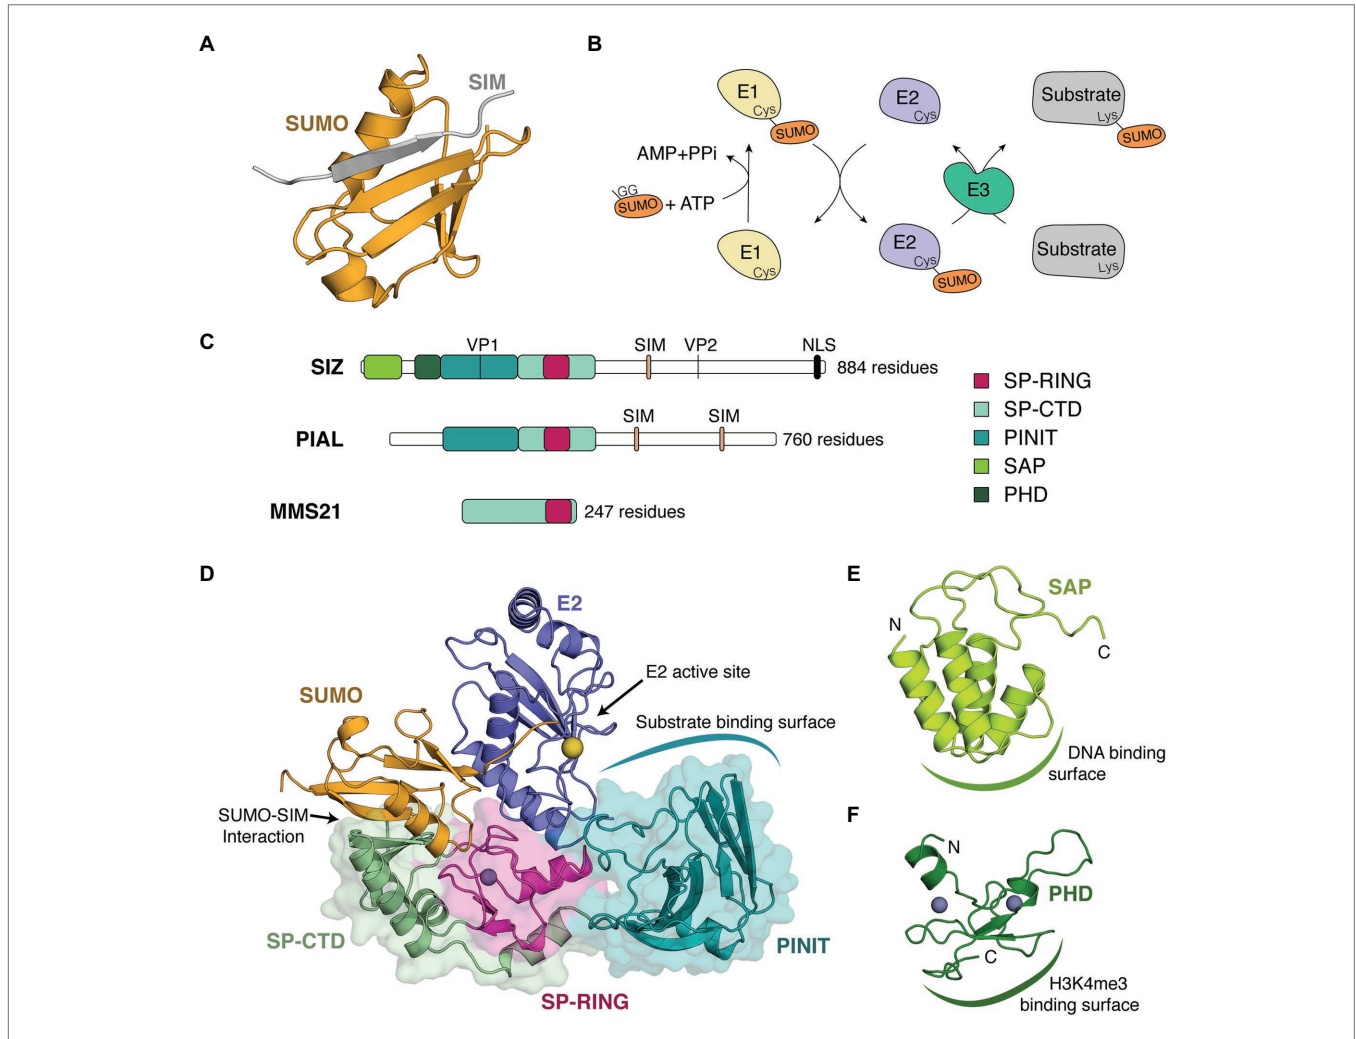 A
SIM
SUMO
B
E1
Cys
SUMO
E2
Cys
Substrate
Lys
SUMO
AMP+PPi
GG
SUMO + ATP
E3
E1
Cys
E2
Cys
SUMO
Substrate
Lys
C
VP1
SIM
VP2
NLS
SIZ
884 residues
SIM
SIM
PIAL
760 residues
MMS21
247 residues
SP-RING
SP-CTD
PINIT
SAP
PHD
D
E2
E2 active site
SUMO
Substrate binding surface
SUMO-SIM
Interaction
SP-CTD
PINIT
SP-RING
E
SAP
N
C
DNA binding
surface
F
N
PHD
C
H3K4me3
binding surface